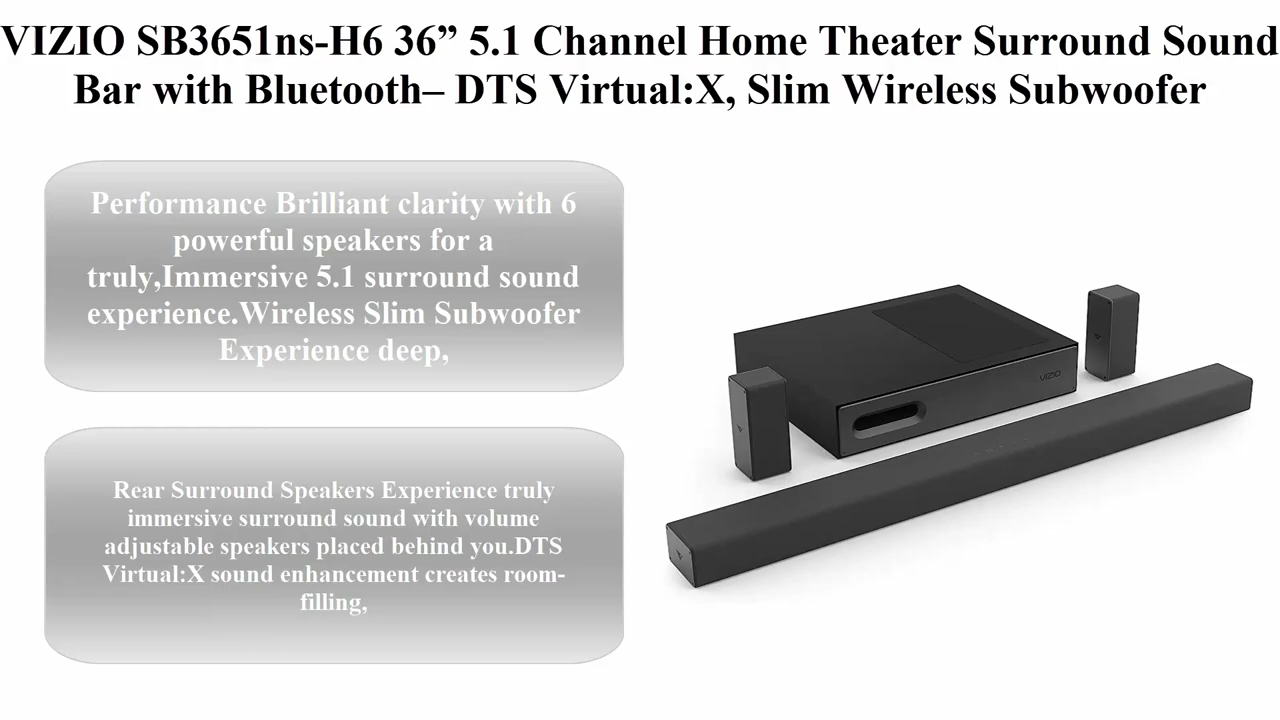 VIZIO SB3651ns-H6 36” 5.1 Channel Home Theater Surround Sound
Bar with Bluetooth– DTS Virtual:X, Slim Wireless Subwoofer
Performance Brilliant clarity with 6
powerful speakers for a
truly,Immersive 5.1 surround sound
experience.Wireless Slim Subwoofer
Experience deep,
Rear Surround Speakers Experience truly
immersive surround sound with volume
adjustable speakers placed behind you.DTS
Virtual:X sound enhancement creates room-
filling,
VIZIO